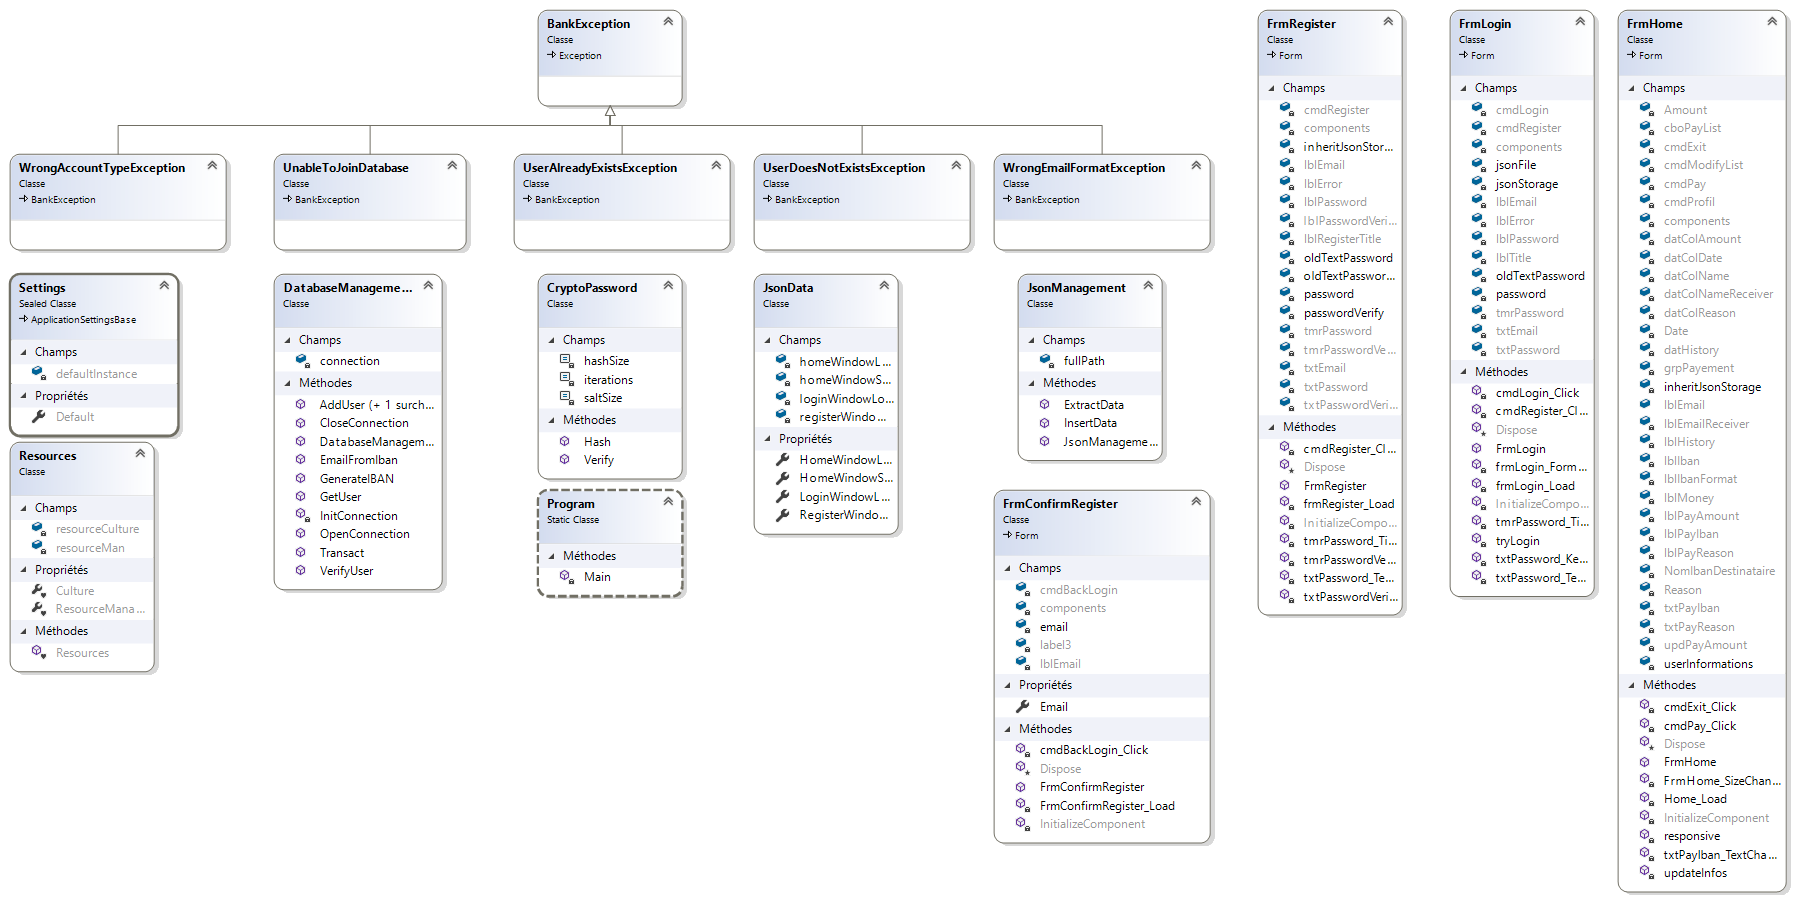 BankException
Classe
Exception
WrongAccountTypeException
Classe
BankException
UnableToJoinDatabase
Classe
BankException
UserAlreadyExistsException
Classe
BankException
UserDoesNotExistsException
Classe
BankException
WrongEmailFormatException
Classe
BankException
Settings
Sealed Classe
ApplicationSettingsBase
Champs
defaultInstance
Propriétés
Default
Resources
Classe
Champs
resourceCulture
resourceMan
Propriétés
Culture
ResourceMana...
Méthodes
Resources
DatabaseManageme...
Classe
Champs
connection
Méthodes
AddUser (+ 1 surch...
CloseConnection
DatabaseManagem...
EmailFromIban
GenerateIBAN
GetUser
InitConnection
OpenConnection
Transact
VerifyUser
CryptoPassword
Classe
Champs
hashSize
iterations
saltSize
Méthodes
Hash
Verify
Program
Static Classe
Méthodes
Main
JsonData
Classe
Champs
homeWindowL...
homeWindowS...
loginWindowLo...
registerWindo...
Propriétés
HomeWindowL...
HomeWindowS...
LoginWindowL...
RegisterWindo...
JsonManagement
Classe
Champs
fullPath
Méthodes
ExtractData
InsertData
JsonManageme...
FrmConfirmRegister
Classe
Form
Champs
cmdBackLogin
components
email
label3
lblEmail
Propriétés
Email
Méthodes
cmdBackLogin_Click
Dispose
FrmConfirmRegister
FrmConfirmRegister_Load
InitializeComponent
FrmRegister
Classe
Form
Champs
cmdRegister
components
inheritJsonStor...
lblEmail
lblError
lblPassword
lblPasswordVeri...
lblRegisterTitle
oldTextPassword
oldTextPasswor...
password
passwordVerify
tmrPassword
tmrPasswordVe...
txtEmail
txtPassword
txtPasswordVeri...
Méthodes
cmdRegister_Cl...
Dispose
FrmRegister
frmRegister_Load
InitializeCompo...
tmrPassword_Ti...
tmrPasswordVe...
txtPassword_Te...
txtPasswordVeri...
FrmLogin
Classe
Form
Champs
cmdLogin
cmdRegister
components
jsonFile
jsonStorage
lblEmail
lblError
lblPassword
lblTitle
oldTextPassword
password
tmrPassword
txtEmail
txtPassword
Méthodes
cmdLogin_Click
cmdRegister_Cl...
Dispose
FrmLogin
frmLogin_Form...
frmLogin_Load
InitializeCompo...
tmrPassword_Ti...
tryLogin
txtPassword_Ke...
txtPassword_Te...
FrmHome
Classe
Form
Champs
Amount
cboPayList
cmdExit
cmdModifyList
cmdPay
cmdProfil
components
datColAmount
datColDate
datColName
datColNameReceiver
datColReason
Date
datHistory
grpPayement
inheritJsonStorage
lblEmail
lblEmailReceiver
lblHistory
lblIban
lblIbanFormat
lblMoney
lblPayAmount
lblPayIban
lblPayReason
NomIbanDestinataire
Reason
txtPayIban
txtPayReason
updPayAmount
userInformations
Méthodes
cmdExit_Click
cmdPay_Click
Dispose
FrmHome
FrmHome_SizeChan...
Home_Load
InitializeComponent
responsive
txtPayIban_TextCha...
updateInfos